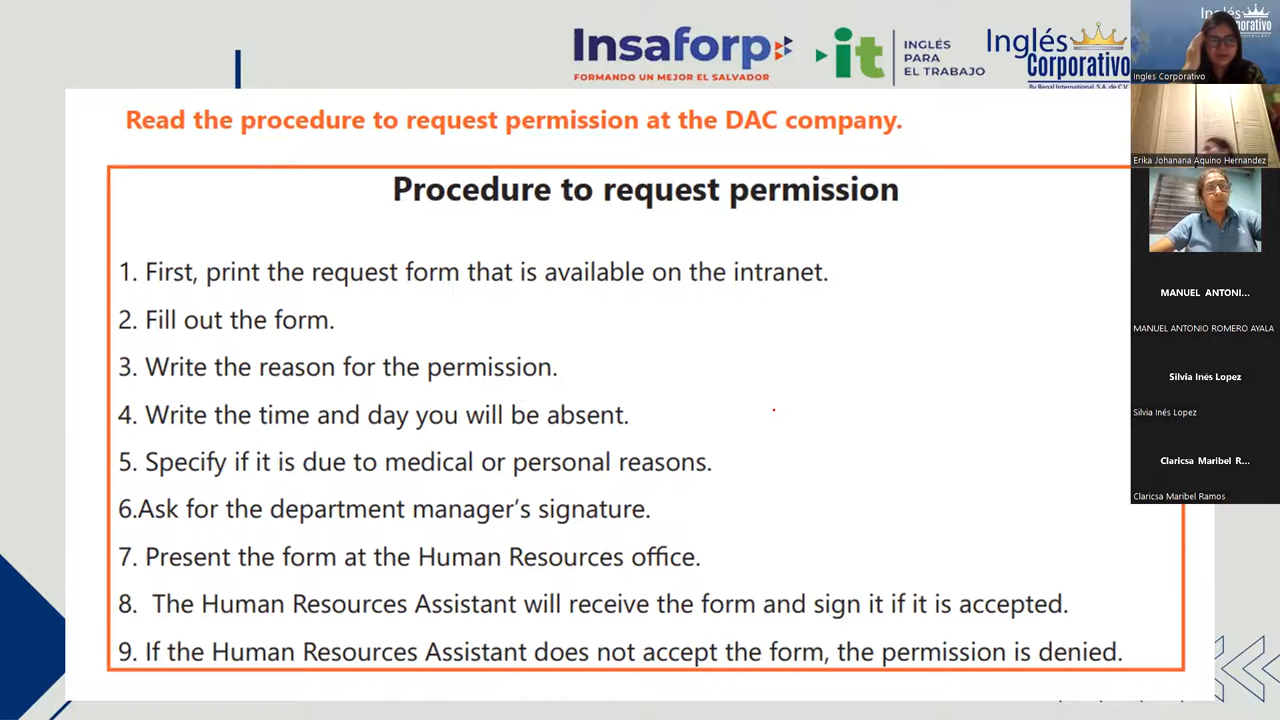 Insaforp
FORMANDO UN MEJOR EL SALVADOR
it
INGLÉS
PARA
EL TRABAJO
Inglés
Corporativo
By Regal International, S.A. de C.V.
Read the procedure to request permission at the DAC company.
Procedure to request permission
1. First, print the request form that is available on the intranet.
2. Fill out the form.
3. Write the reason for the permission.
4. Write the time and day you will be absent.
5. Specify if it is due to medical or personal reasons.
6.Ask for the department manager’s signature.
7. Present the form at the Human Resources office.
8. The Human Resources Assistant will receive the form and sign it if it is accepted.
9. If the Human Resources Assistant does not accept the form, the permission is denied.
Inglés
Ingles Corporativo
Erika Johanana Aquino Hernandez
MANUEL ANTONI...
MANUEL ANTONIO ROMERO AYALA
Silvia Inés Lopez
Silvia Inés Lopez
Claricsa Maribel R...
Claricsa Maribel Ramos